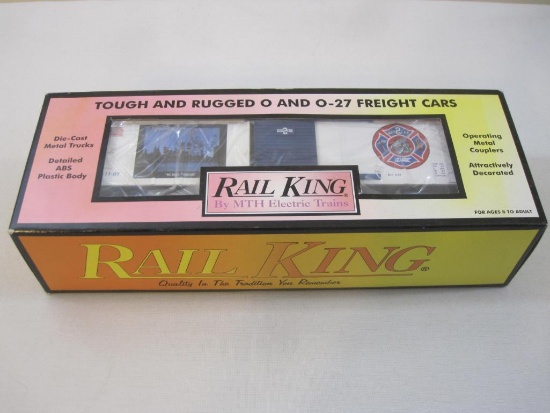 TOUGH AND RUGGED O AND O-27 FREIGHT CARS
Die-Cast
Metal Trucks
Detailed
ABS
Plastic Body
Operating
Metal
Couplers
Attractively
Decorated
RAIL KING®
By MTH Electric Trains
FOR AGES 8 TO ADULT
RAIL KING®
Quality In The Tradition You Remember